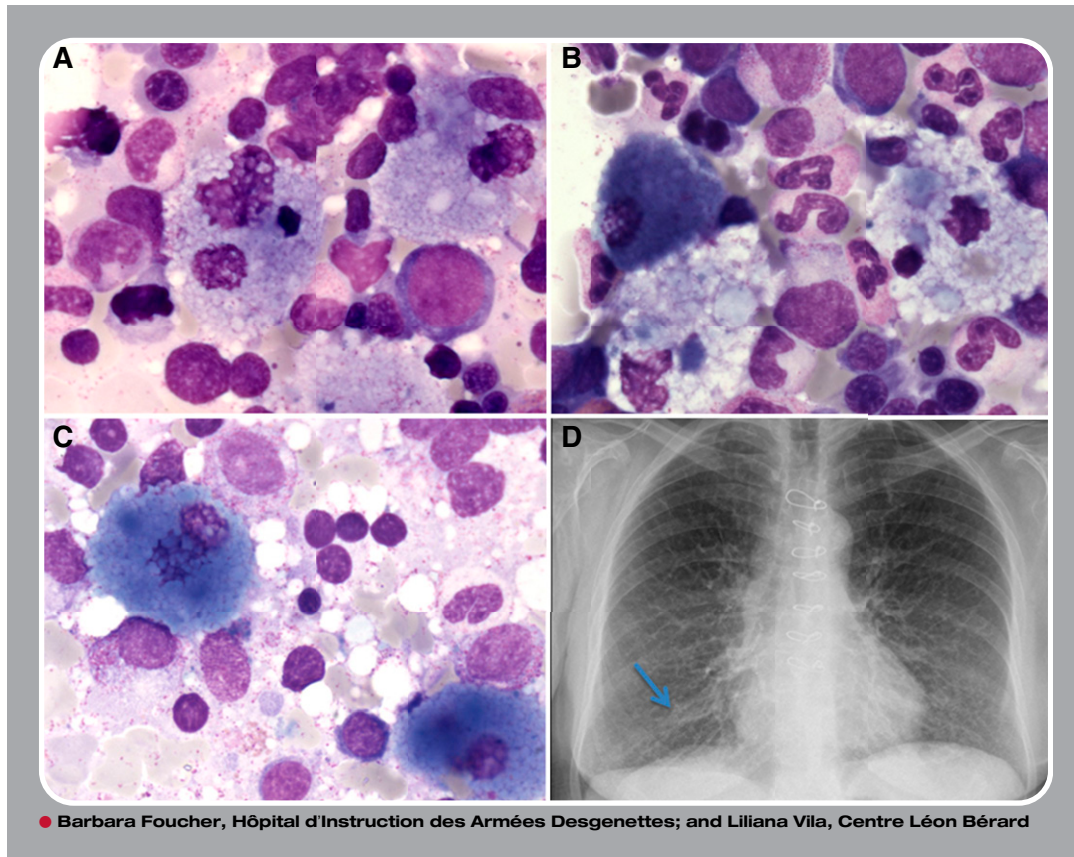 A
B
C
D
● Barbara Foucher, Hôpital d'Instruction des Armées Desgenettes; and Liliana Vila, Centre Léon Bérard